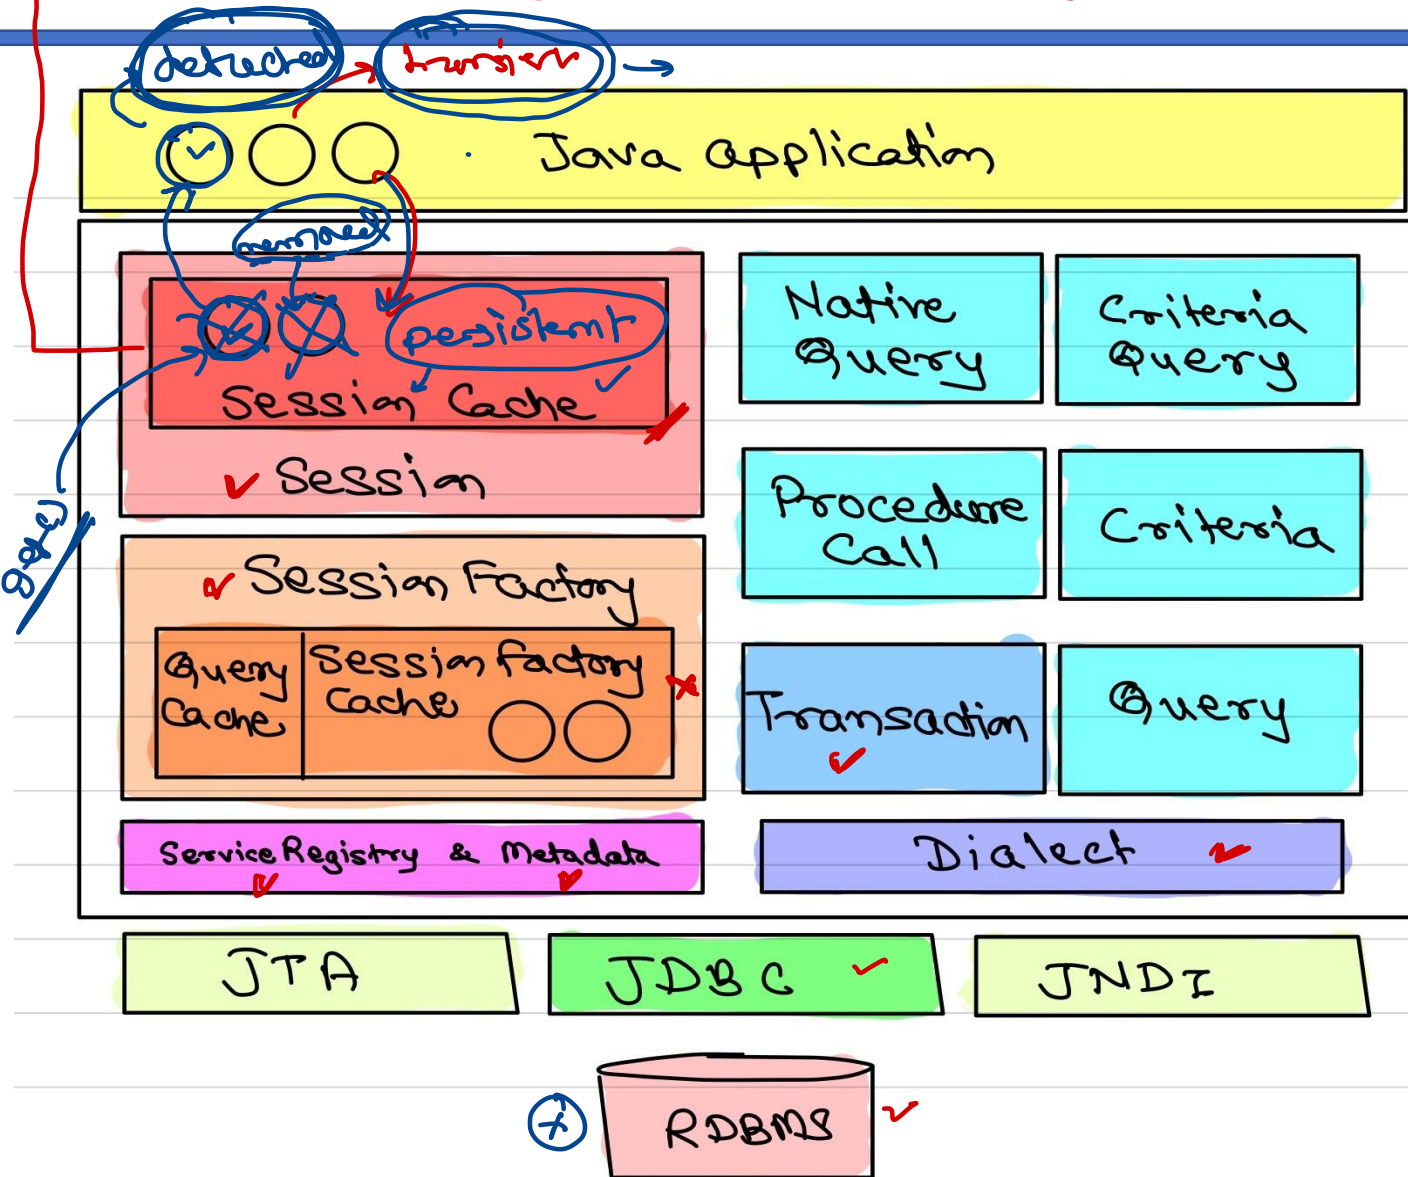 detached
transient
Java application
removed
persistent
Session Cache
Session
get()
Session Factory
Query
Cache
Session factory
Cache
Service Registry & Metadata
Native
Query
Criteria
Query
Procedure
Call
Criteria
Transaction
Query
Dialect
JTA
JDBC
JNDI
RDBMS